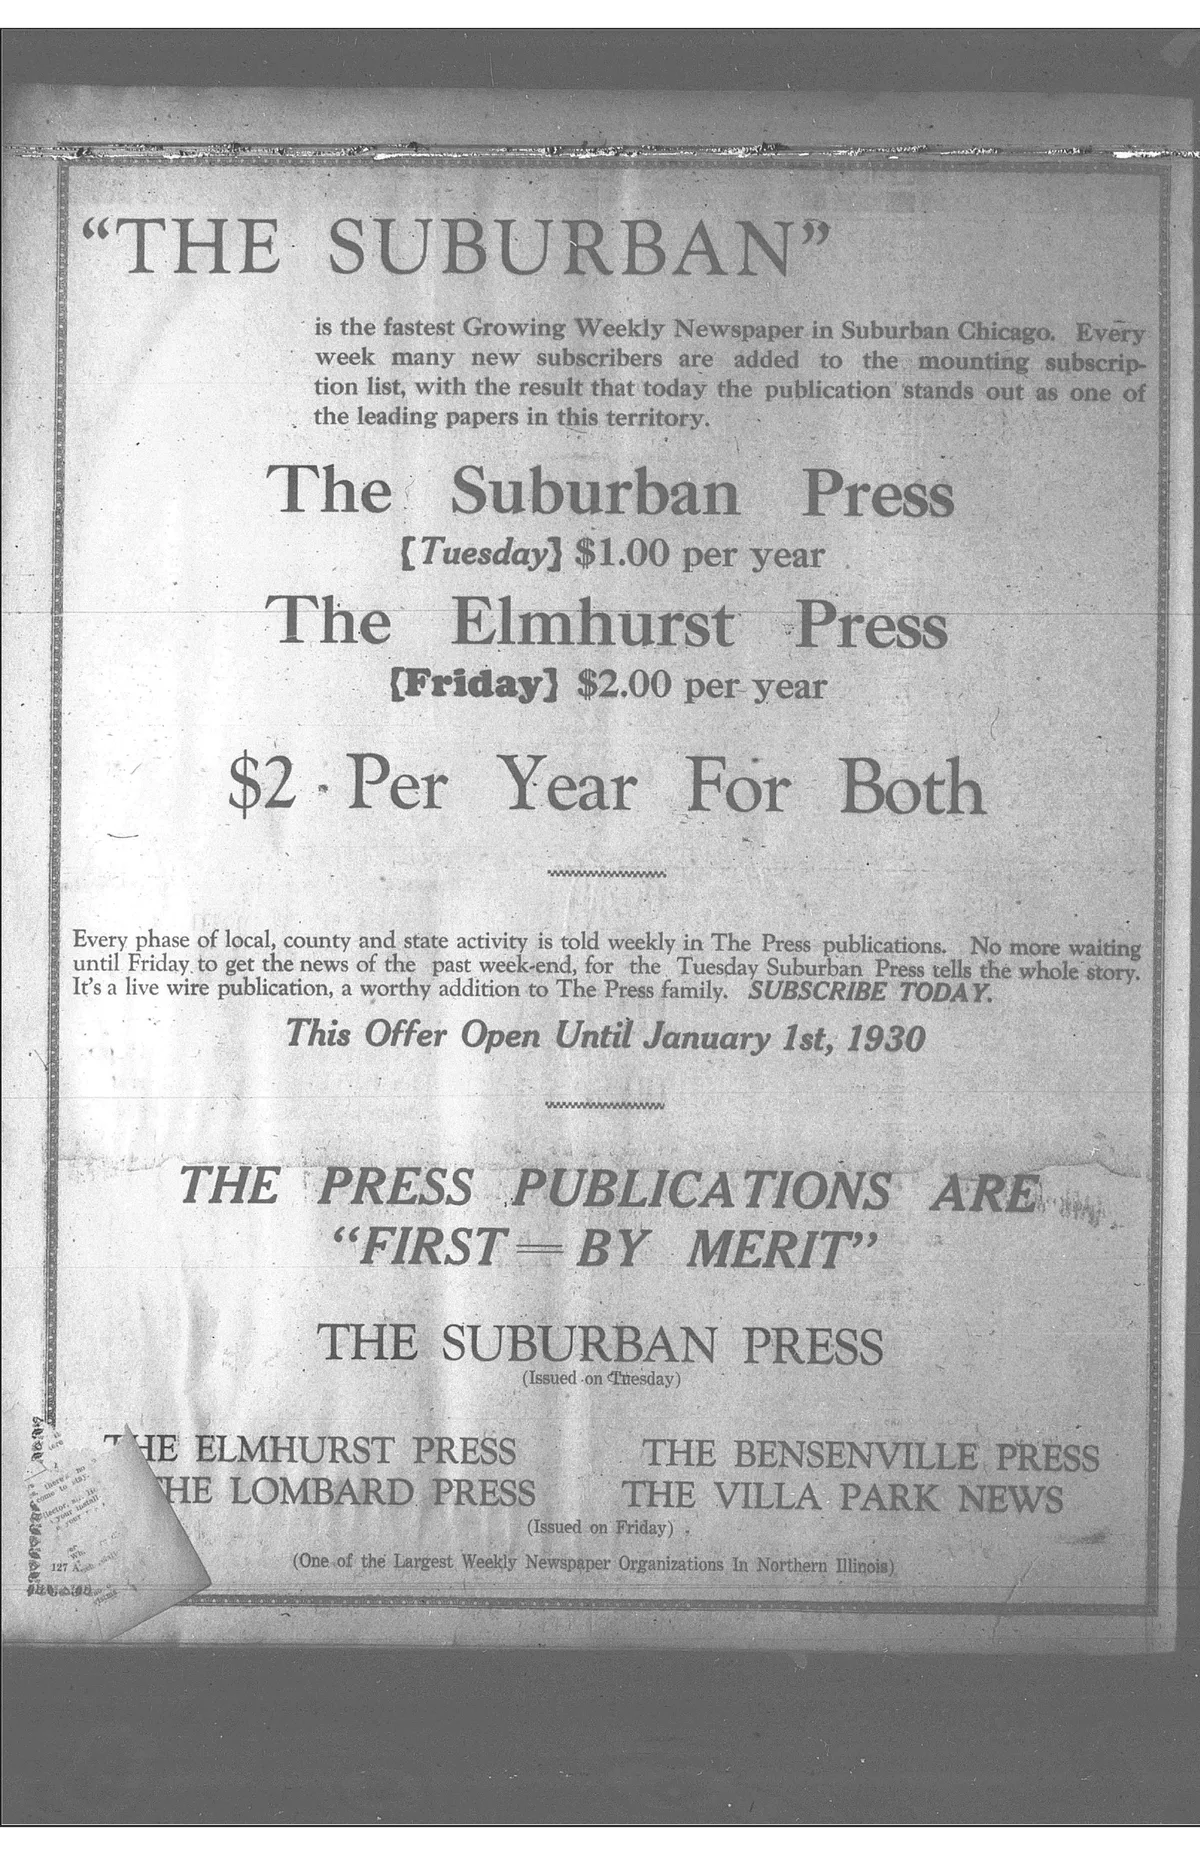 “THE SUBURBAN”
is the fastest Growing Weekly Newspaper in Suburban Chicago. Every
week many new subscribers are added to the mounting subscrip-
tion list, with the result that today the publication stands out as one of
the leading papers in this territory.
The Suburban Press
[Tuesday] $1.00 per year
The Elmhurst Press
[Friday] $2.00 per year
$2 Per Year For Both
Every phase of local, county and state activity is told weekly in The Press publications. No more waiting
until Friday to get the news of the past week-end, for the Tuesday Suburban Press tells the whole story.
It's a live wire publication, a worthy addition to The Press family. SUBSCRIBE TODAY.
This Offer Open Until January 1st, 1930
THE PRESS PUBLICATIONS ARE
“FIRST — BY MERIT”
THE SUBURBAN PRESS
(Issued on Tuesday)
THE ELMHURST PRESS THE BENSENVILLE PRESS
THE LOMBARD PRESS THE VILLA PARK NEWS
(Issued on Friday)
(One of the Largest Weekly Newspaper Organizations In Northern Illinois)
come to stay.
127